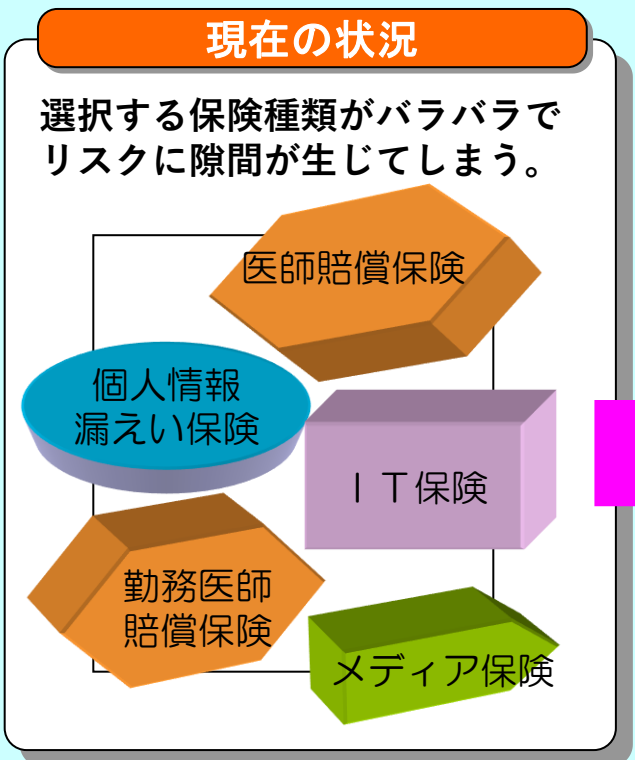 現在の状況
選択する保険種類がバラバラで
リスクに隙間が生じてしまう。
医師賠償保険
個人情報
漏えい保険
ＩＴ保険
勤務医師
賠償保険
メディア保険